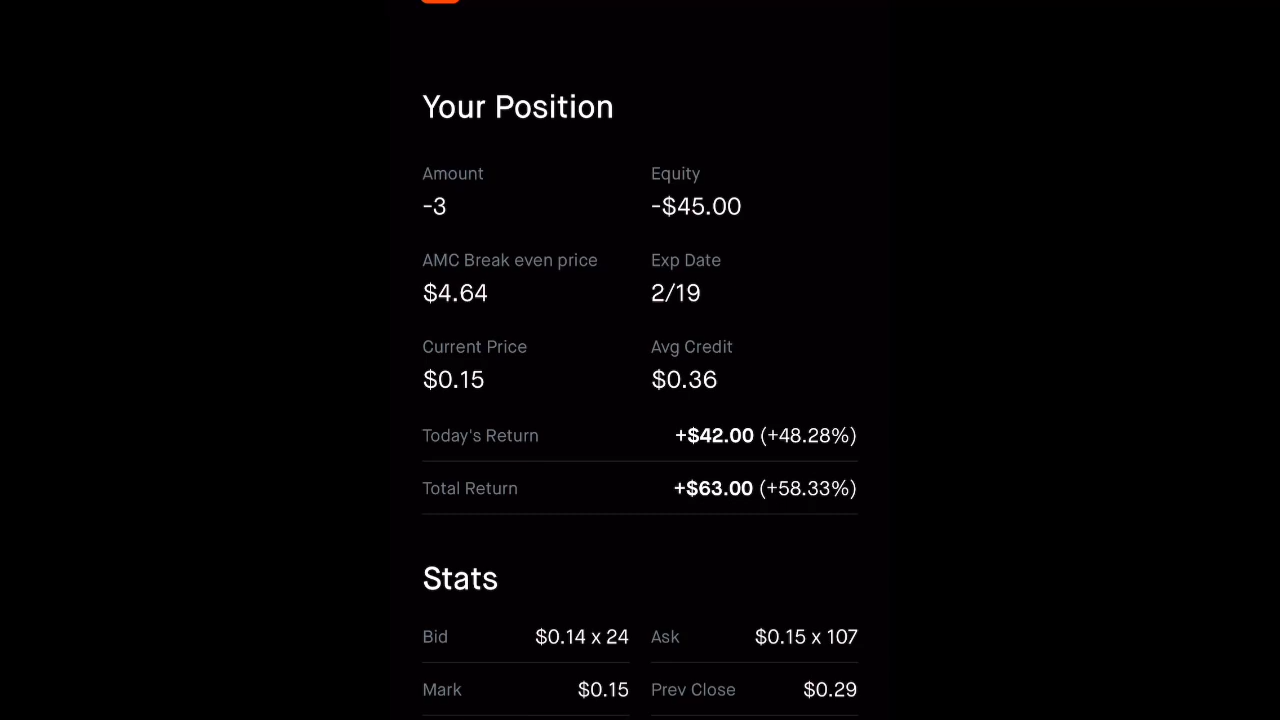 Your Position
Amount Equity
-3 -$45.00
AMC Break even price Exp Date
$4.64 2/19
Current Price Avg Credit
$0.15 $0.36
Today's Return +$42.00 (+48.28%)
Total Return +$63.00 (+58.33%)
Stats
Bid $0.14 x 24 Ask $0.15 x 107
Mark $0.15 Prev Close $0.29